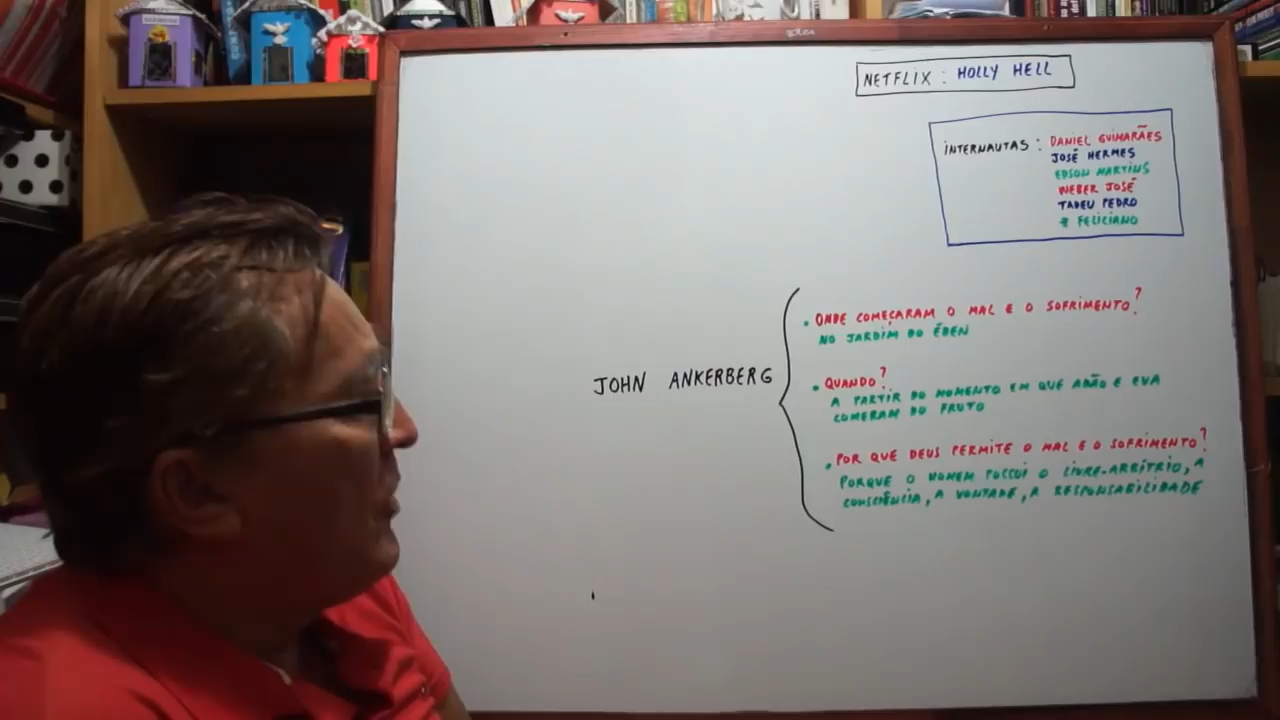 NETFLIX: HOLLY HELL
INTERNAUTAS: DANIEL GUIMARÃES
JOSÉ HERMES
EDSON MARTINS
WEBER JOSÉ
TADEU PEDRO
# FELICIANO
JOHN ANKERBERG
• ONDE COMEÇARAM O MAL E O SOFRIMENTO?
NO JARDIM DO ÉDEN
• QUANDO?
A PARTIR DO MOMENTO EM QUE ADÃO E EVA
COMERAM DO FRUTO
• POR QUE DEUS PERMITE O MAL E O SOFRIMENTO?
PORQUE O HOMEM POSSUI O LIVRE-ARBÍTRIO, A
CONSCIÊNCIA, A VONTADE, A RESPONSABILIDADE